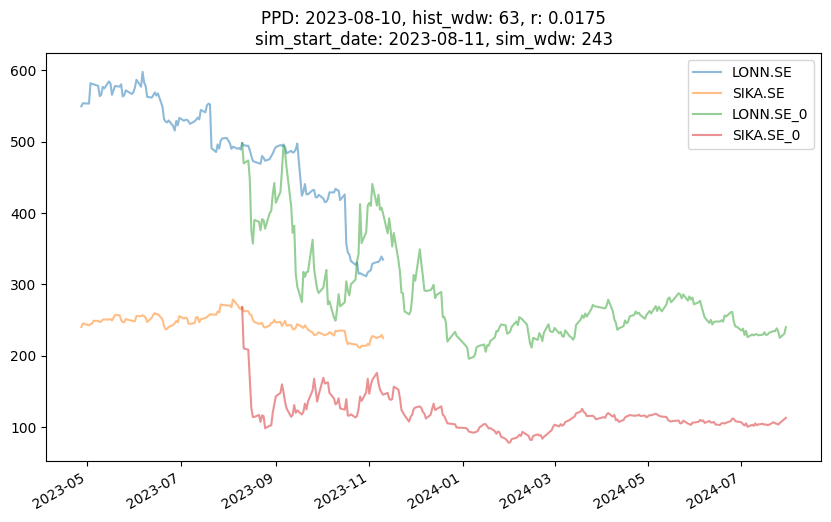 PPD: 2023-08-10, hist_wdw: 63, r: 0.0175
sim_start_date: 2023-08-11, sim_wdw: 243
LONN.SE
SIKA.SE
LONN.SE_0
SIKA.SE_0
600
500
400
300
200
100
2023-05
2023-07
2023-09
2023-11
2024-01
2024-03
2024-05
2024-07